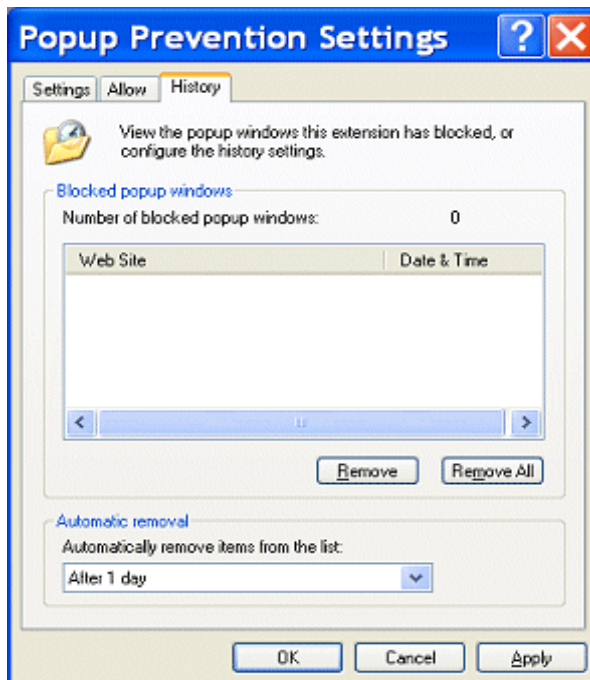 Popup Prevention Settings
Settings Allow History
View the popup windows this extension has blocked, or
configure the history settings.
Blocked popup windows
Number of blocked popup windows: 0
Web Site Date & Time
Remove Remove All
Automatic removal
Automatically remove items from the list:
After 1 day
OK Cancel Apply